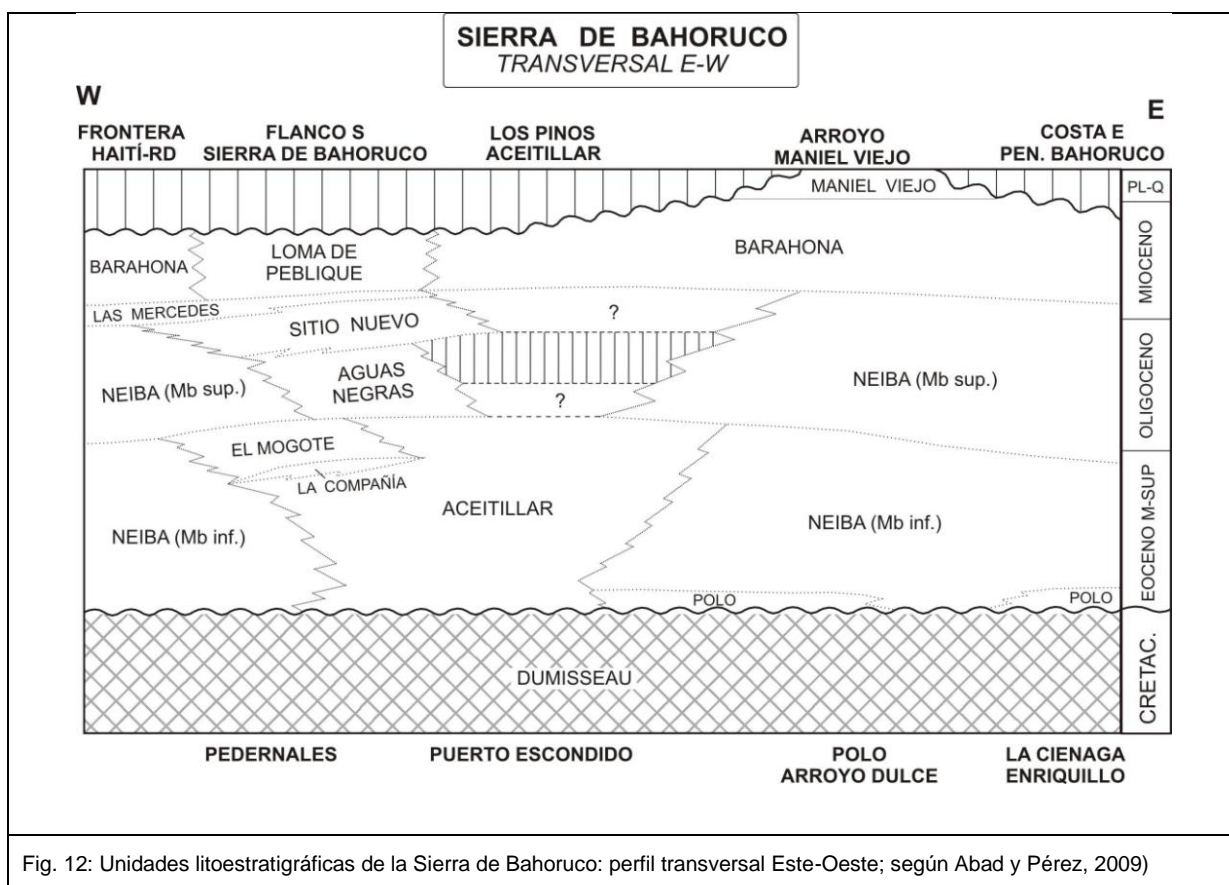 SIERRA DE BAHORUCO
TRANSVERSAL E-W
W
E
FRONTERA
HAITÍ-RD
FLANCO S
SIERRA DE BAHORUCO
LOS PINOS
ACEITILLAR
ARROYO
MANIEL VIEJO
COSTA E
PEN. BAHORUCO
MANIEL VIEJO
PL-Q
BARAHONA
LOMA DE
PEBLIQUE
BARAHONA
MIOCENO
LAS MERCEDES
SITIO NUEVO
?
NEIBA (Mb sup.)
AGUAS
NEGRAS
?
NEIBA (Mb sup.)
OLIGOCENO
EL MOGOTE
LA COMPAÑÍA
ACEITILLAR
NEIBA (Mb inf.)
NEIBA (Mb inf.)
EOCENO M-SUP
POLO
POLO
DUMISSEAU
CRETAC.
PEDERNALES
PUERTO ESCONDIDO
POLO
ARROYO DULCE
LA CIENAGA
ENRIQUILLO
Fig. 12: Unidades litoestratigráficas de la Sierra de Bahoruco: perfil transversal Este-Oeste; según Abad y Pérez, 2009)